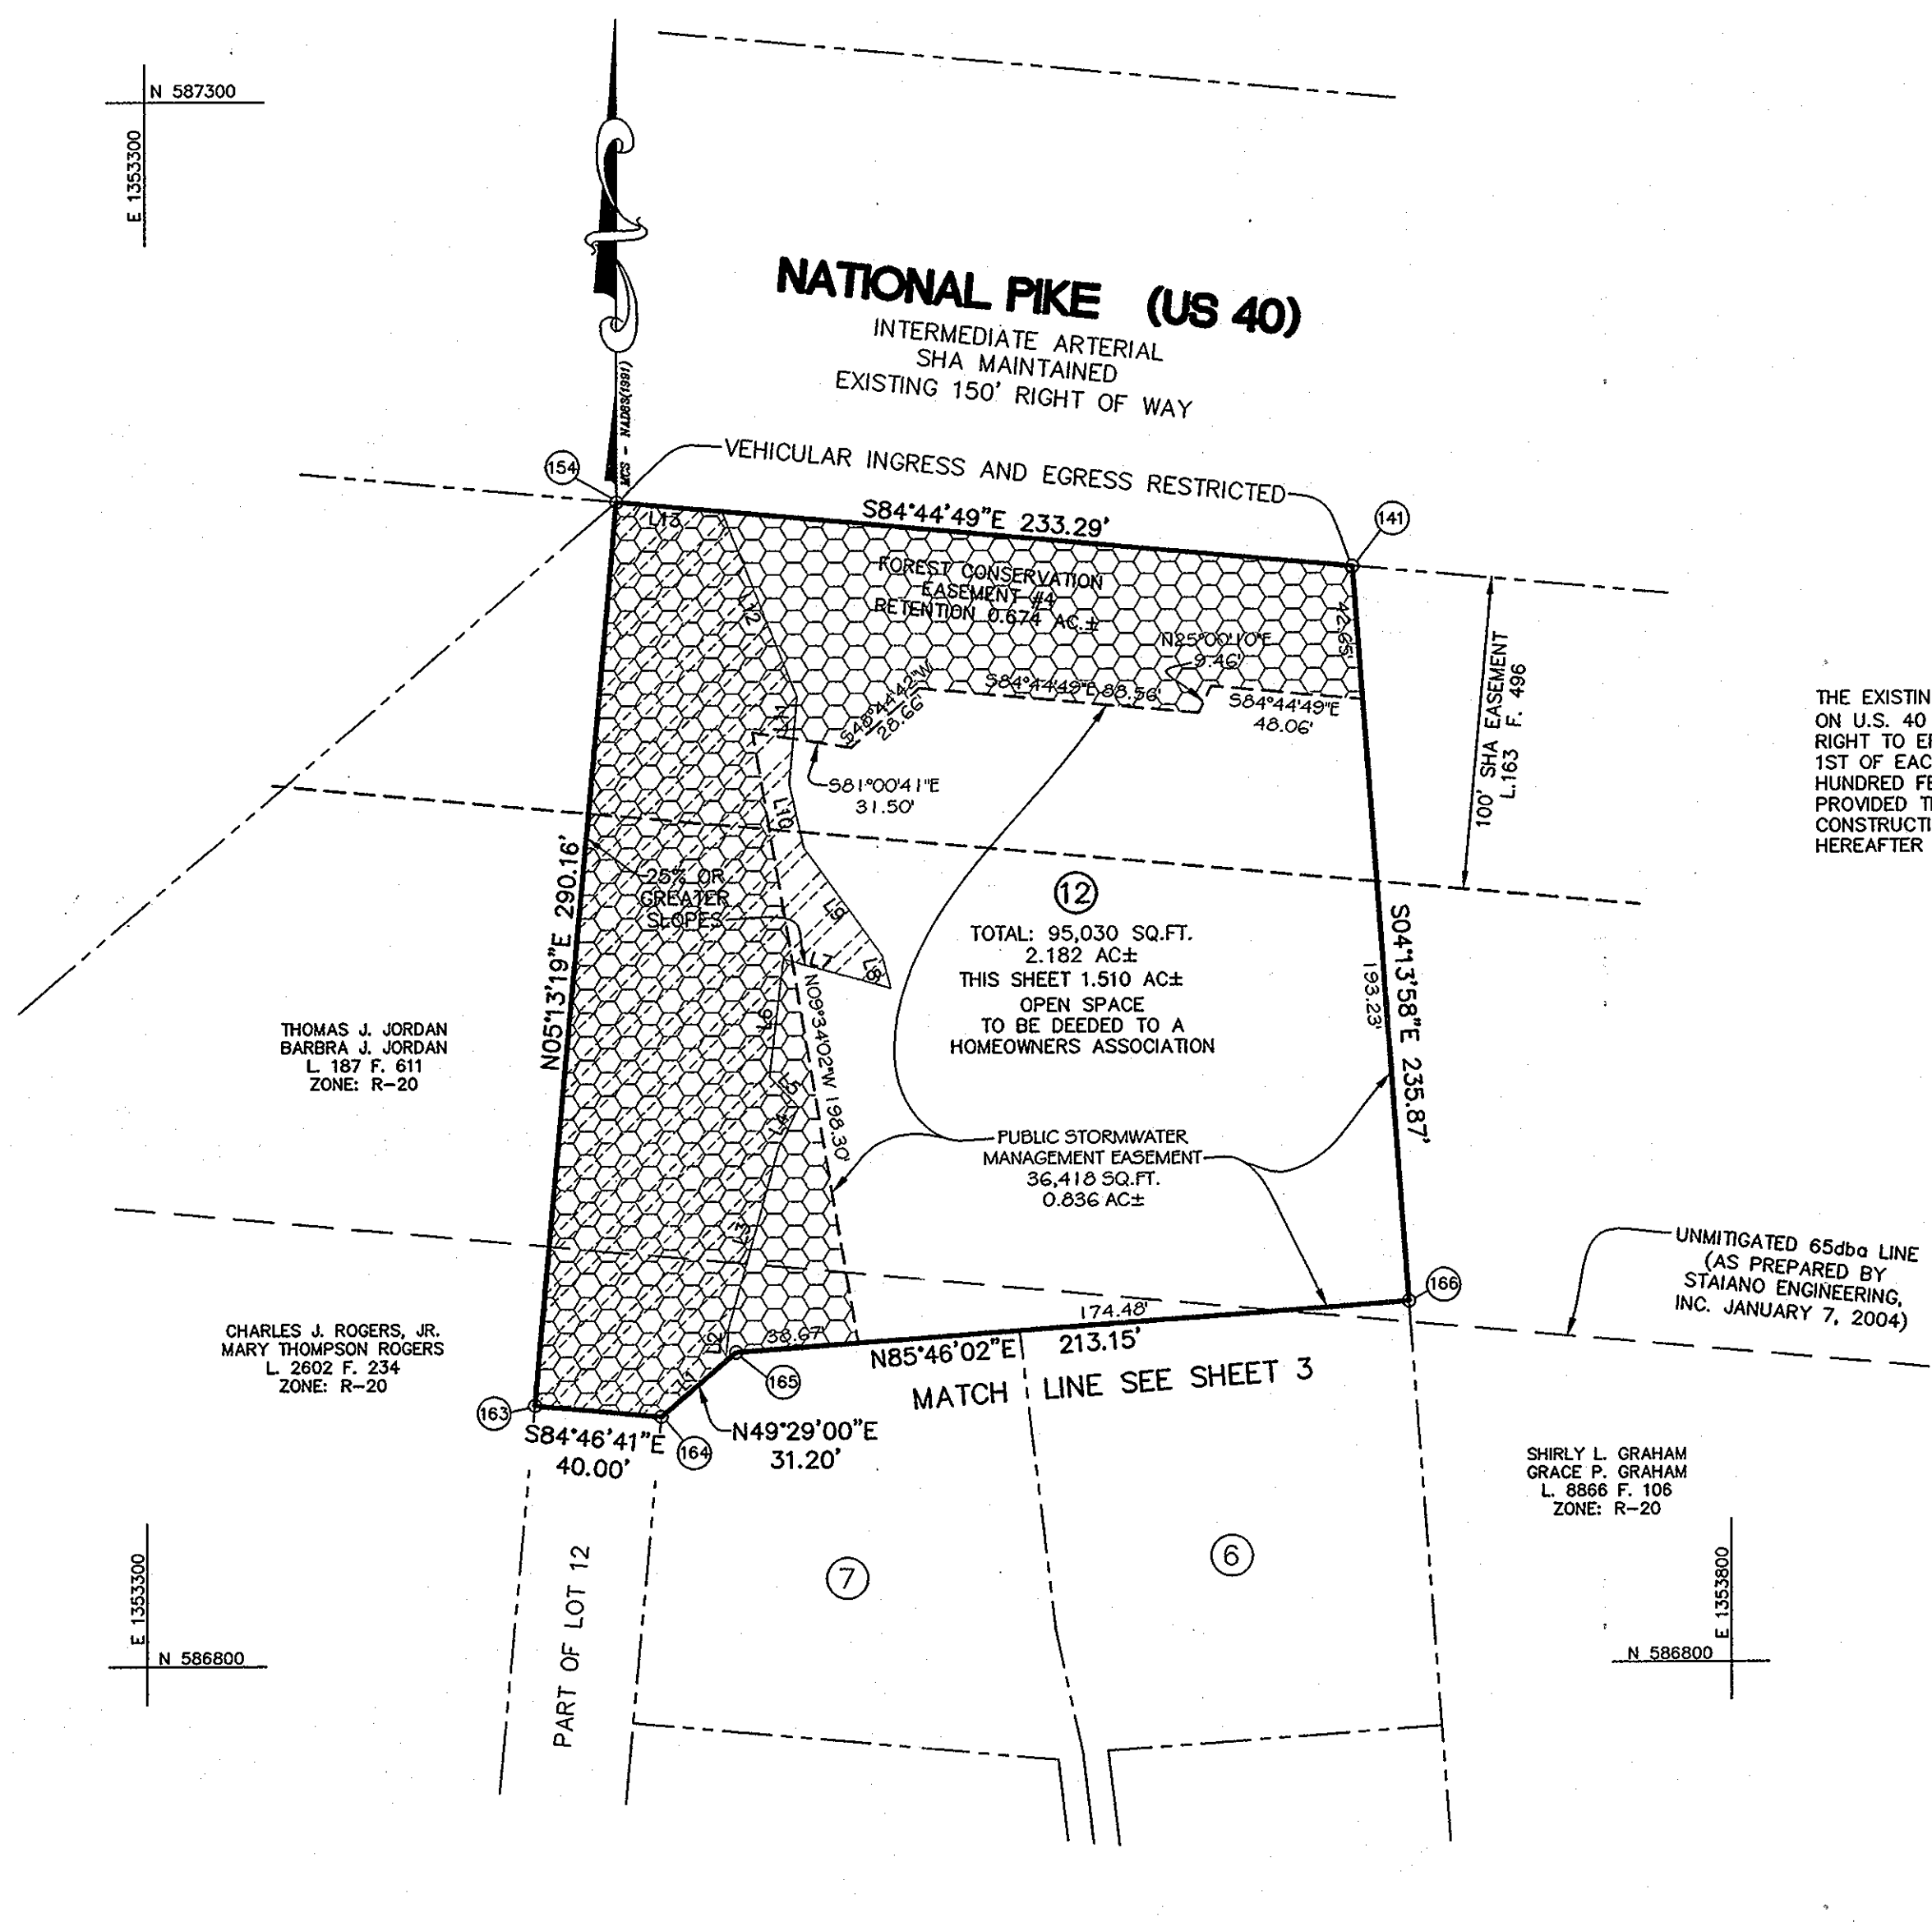 N 587300
E 1353300
MCS - NAD83(1991)
NATIONAL PIKE (US 40)
INTERMEDIATE ARTERIAL
SHA MAINTAINED
EXISTING 150' RIGHT OF WAY
VEHICULAR INGRESS AND EGRESS RESTRICTED
154
S84°44'49"E 233.29'
141
L13
FOREST CONSERVATION
EASEMENT #4
RETENTION 0.674 AC.±
L12
N25°00'10"E
9.46'
42.65'
S84°44'49"E 88.56'
S84°44'49"E
48.06'
S48°44'42"W
28.66'
L11
S81°00'41"E
31.50'
L10
100' SHA EASEMENT
L.163 F. 496
THE EXISTIN
ON U.S. 40
RIGHT TO E
1ST OF EAC
HUNDRED FE
PROVIDED T
CONSTRUCTI
HEREAFTER
N05°13'19"E 290.16'
25% OR
GREATER
SLOPES
L9
L8
L7
L6
L5
L4
L3
L2
N09°34'02"W 198.30'
12
TOTAL: 95,030 SQ.FT.
2.182 AC±
THIS SHEET 1.510 AC±
OPEN SPACE
TO BE DEEDED TO A
HOMEOWNERS ASSOCIATION
193.23'
S04°13'58"E 235.87'
THOMAS J. JORDAN
BARBRA J. JORDAN
L. 187 F. 611
ZONE: R-20
PUBLIC STORMWATER
MANAGEMENT EASEMENT
36,418 SQ.FT.
0.836 AC±
UNMITIGATED 65dba LINE
(AS PREPARED BY
STAIANO ENGINEERING,
INC. JANUARY 7, 2004)
166
CHARLES J. ROGERS, JR.
MARY THOMPSON ROGERS
L. 2602 F. 234
ZONE: R-20
38.67'
174.48'
N85°46'02"E 213.15'
MATCH LINE SEE SHEET 3
165
163
164
S84°46'41"E
40.00'
N49°29'00"E
31.20'
SHIRLY L. GRAHAM
GRACE P. GRAHAM
L. 8866 F. 106
ZONE: R-20
PART OF LOT 12
7
6
E 1353300
N 586800
E 1353800
N 586800